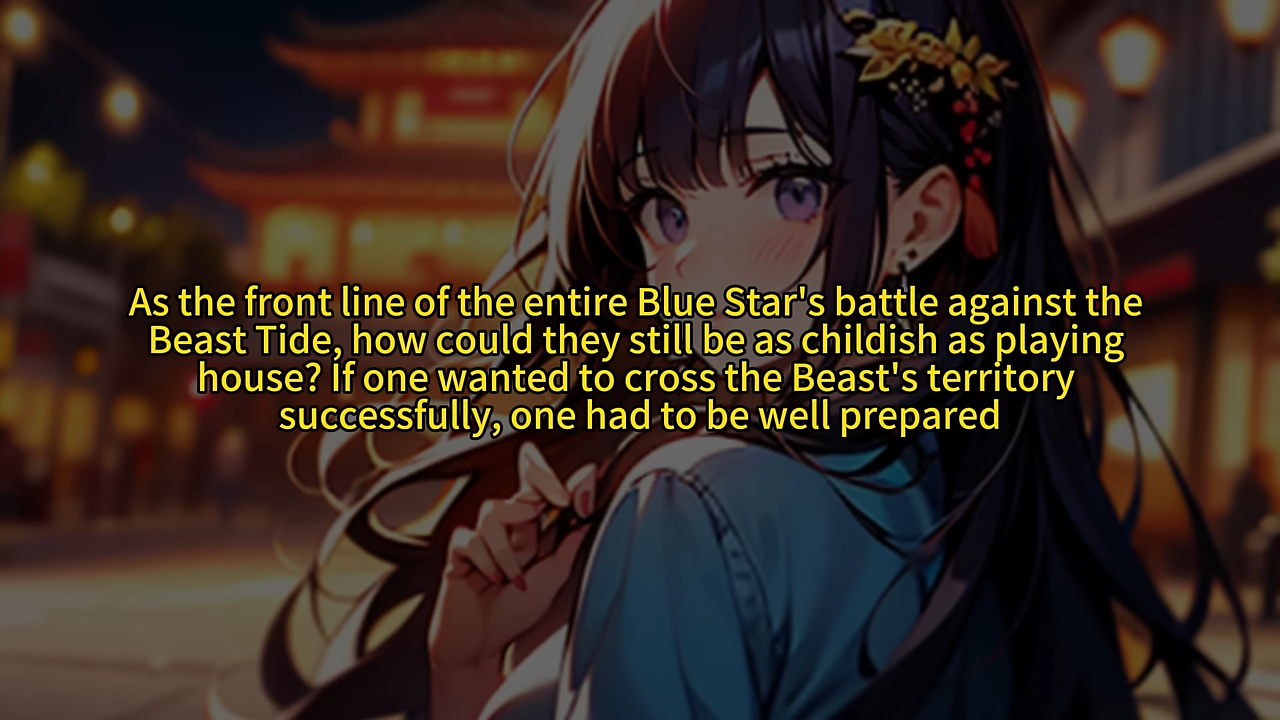 As the front line of the entire Blue Star's battle against the
Beast Tide, how could they still be as childish as playing
house? If one wanted to cross the Beast's territory
successfully, one had to be well prepared